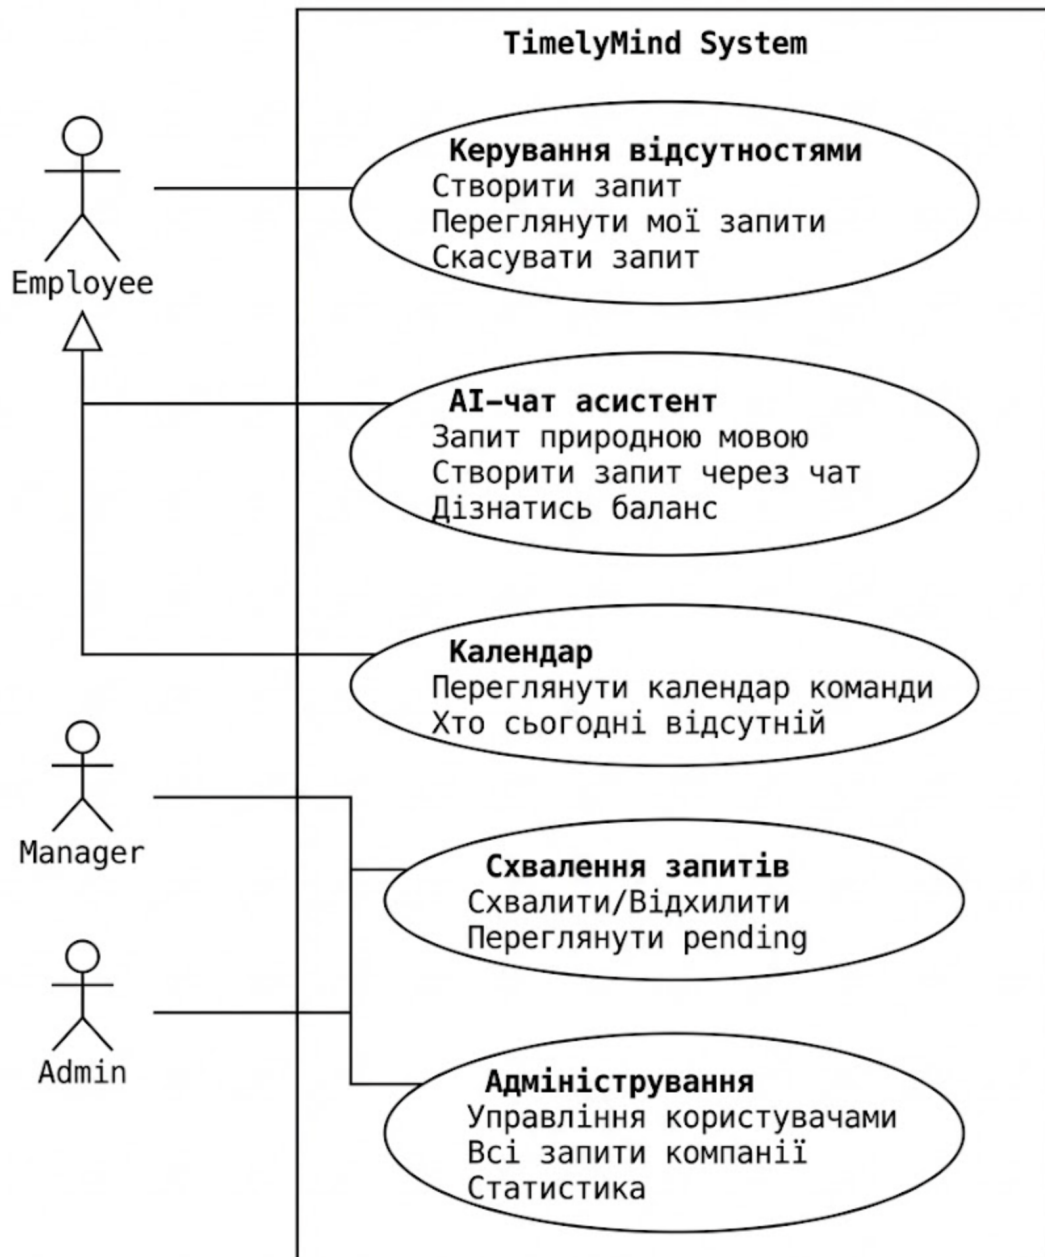 TimelyMind System
Керування відсутностями
Створити запит
Переглянути мої запити
Скасувати запит
Employee
AI-чат асистент
Запит природною мовою
Створити запит через чат
Дізнатись баланс
Календар
Переглянути календар команди
Хто сьогодні відсутній
Manager
Схвалення запитів
Схвалити/Відхилити
Переглянути pending
Admin
Адміністрування
Управління користувачами
Всі запити компанії
Статистика